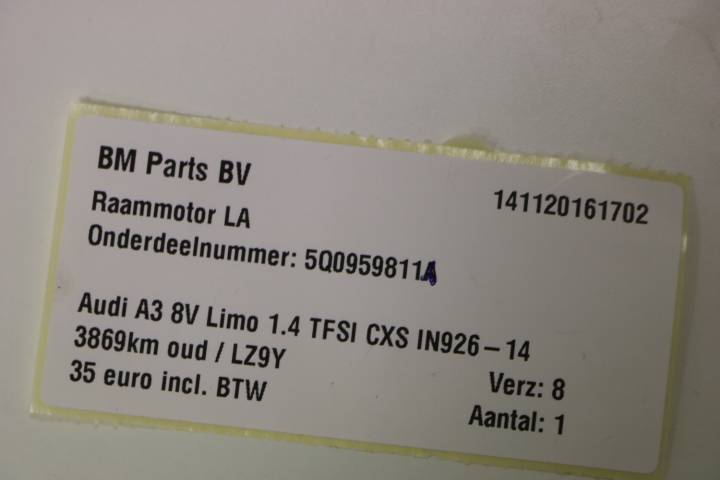 BM Parts BV
141120161702
Raammotor LA
Onderdeelnummer: 5Q0959811A
Audi A3 8V Limo 1.4 TFSI CXS IN926-14
3869km oud / LZ9Y
Verz: 8
35 euro incl. BTW
Aantal: 1